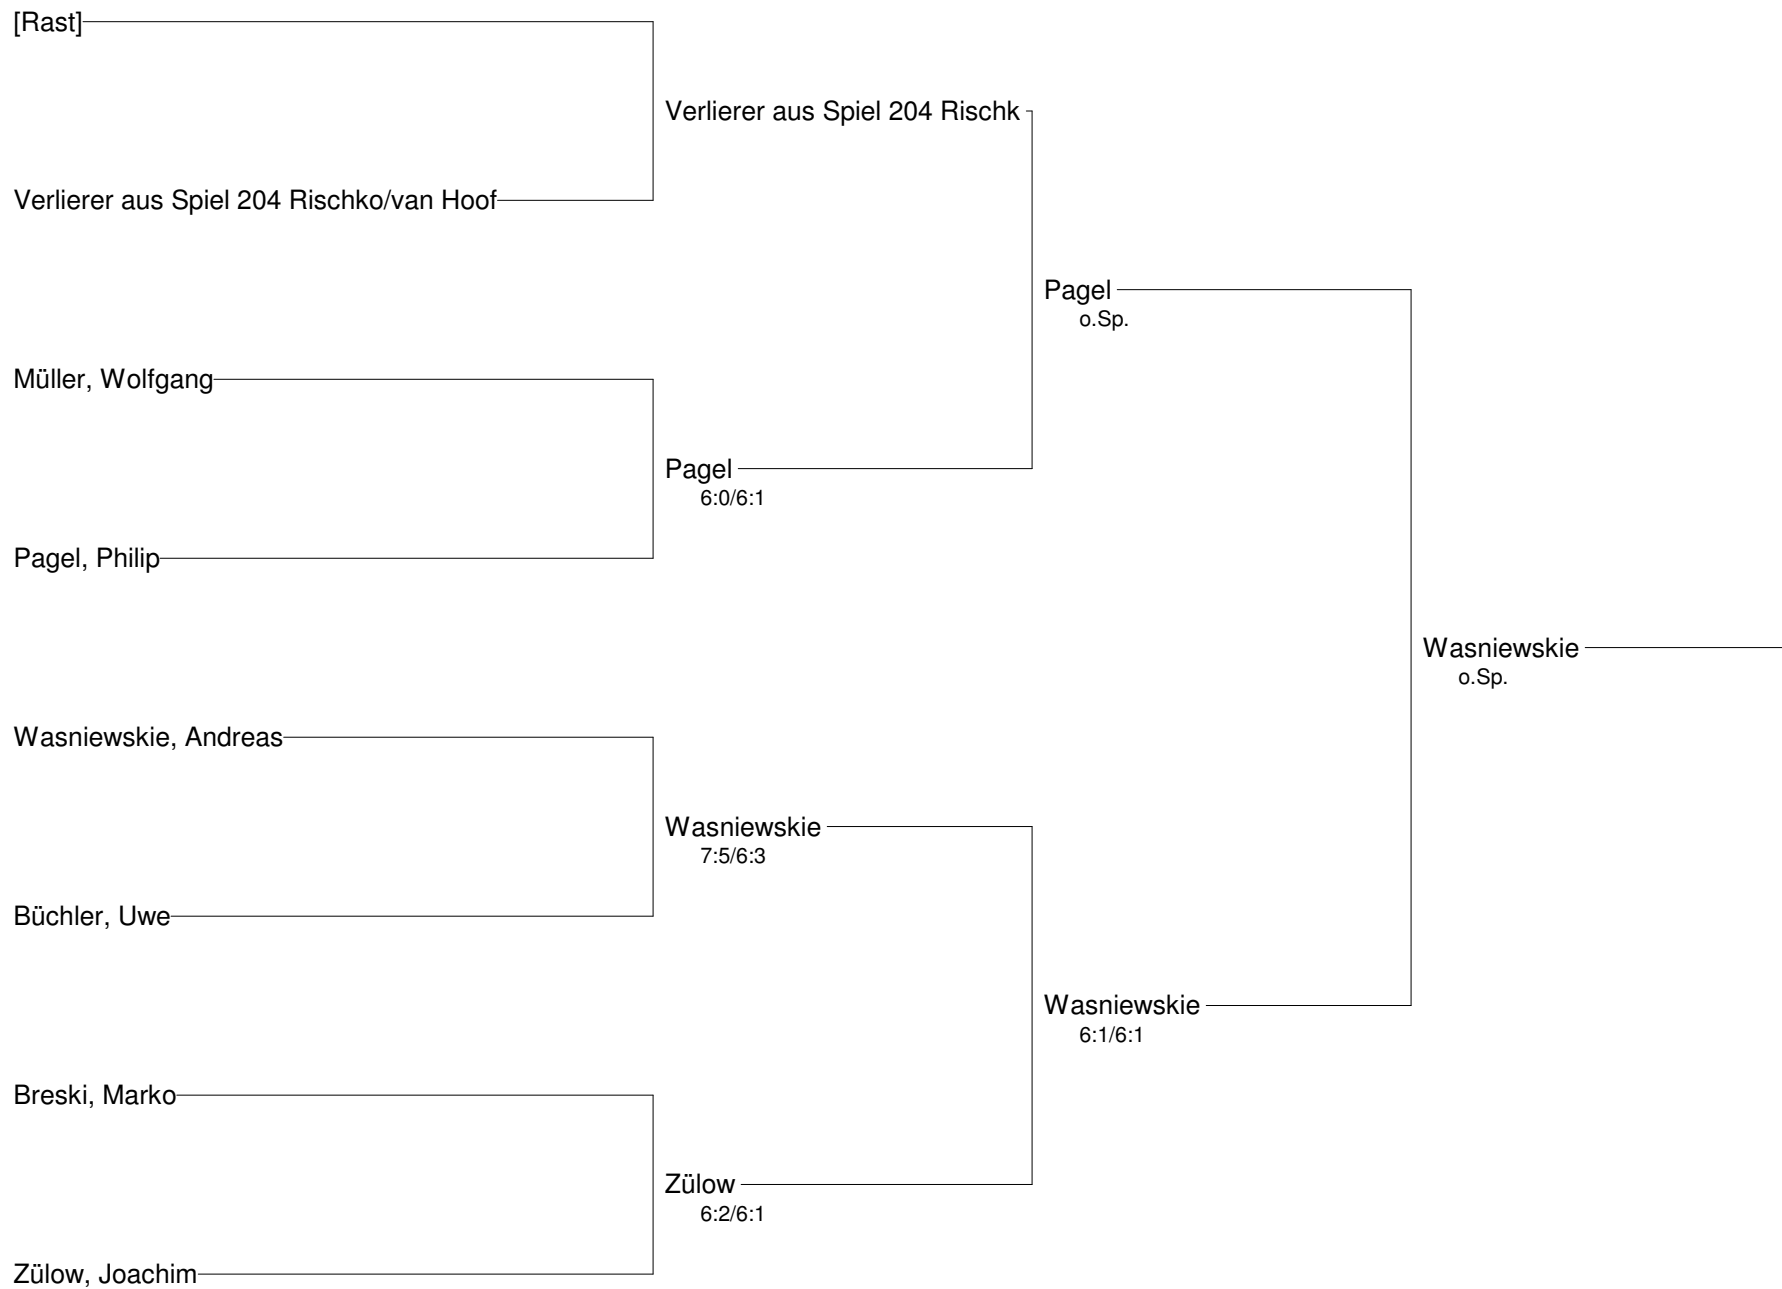 [Rast]
Verlierer aus Spiel 204 Rischk
Verlierer aus Spiel 204 Rischko/van Hoof
Pagel
o.Sp.
Müller, Wolfgang
Pagel
6:0/6:1
Pagel, Philip
Wasniewskie
o.Sp.
Wasniewskie, Andreas
Wasniewskie
7:5/6:3
Büchler, Uwe
Wasniewskie
6:1/6:1
Breski, Marko
Zülow
6:2/6:1
Zülow, Joachim